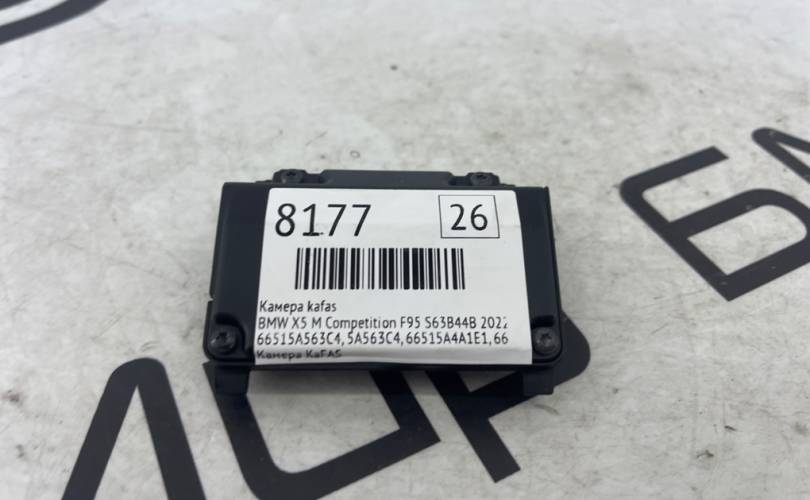 8177
26
Камера kafas
BMW X5 M Competition F95 S63B44B 2022
66515A563C4, 5A563C4, 66515A4A1E1, 66
Камера KaFAS